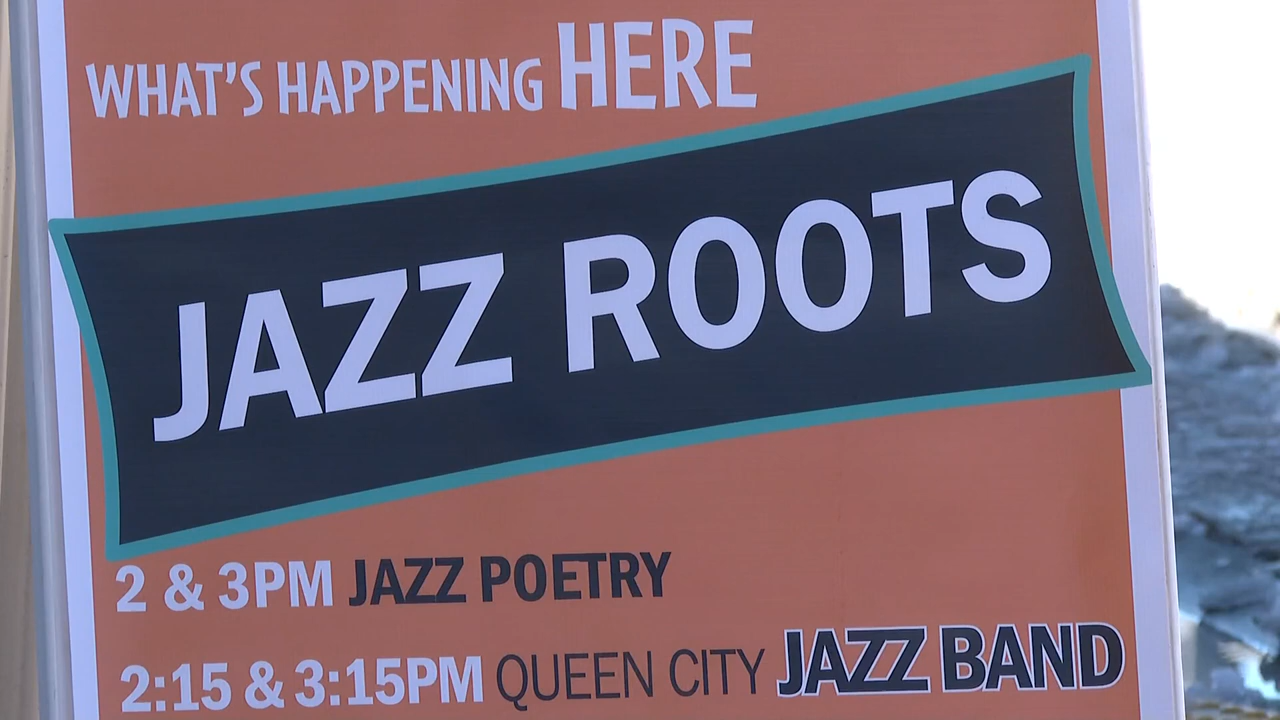 WHAT'S HAPPENING HERE
JAZZ ROOTS
2 & 3PM JAZZ POETRY
2:15 & 3:15PM QUEEN CITY JAZZ BAND